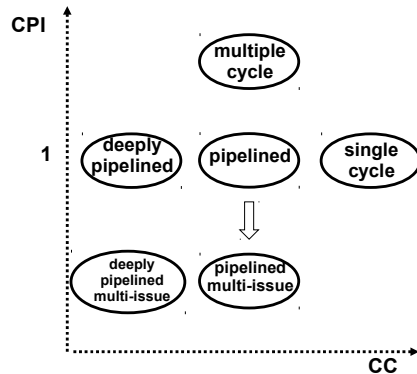 CPI
multiple
cycle
1
deeply
pipelined
pipelined
single
cycle
deeply
pipelined
multi-issue
pipelined
multi-issue
CC